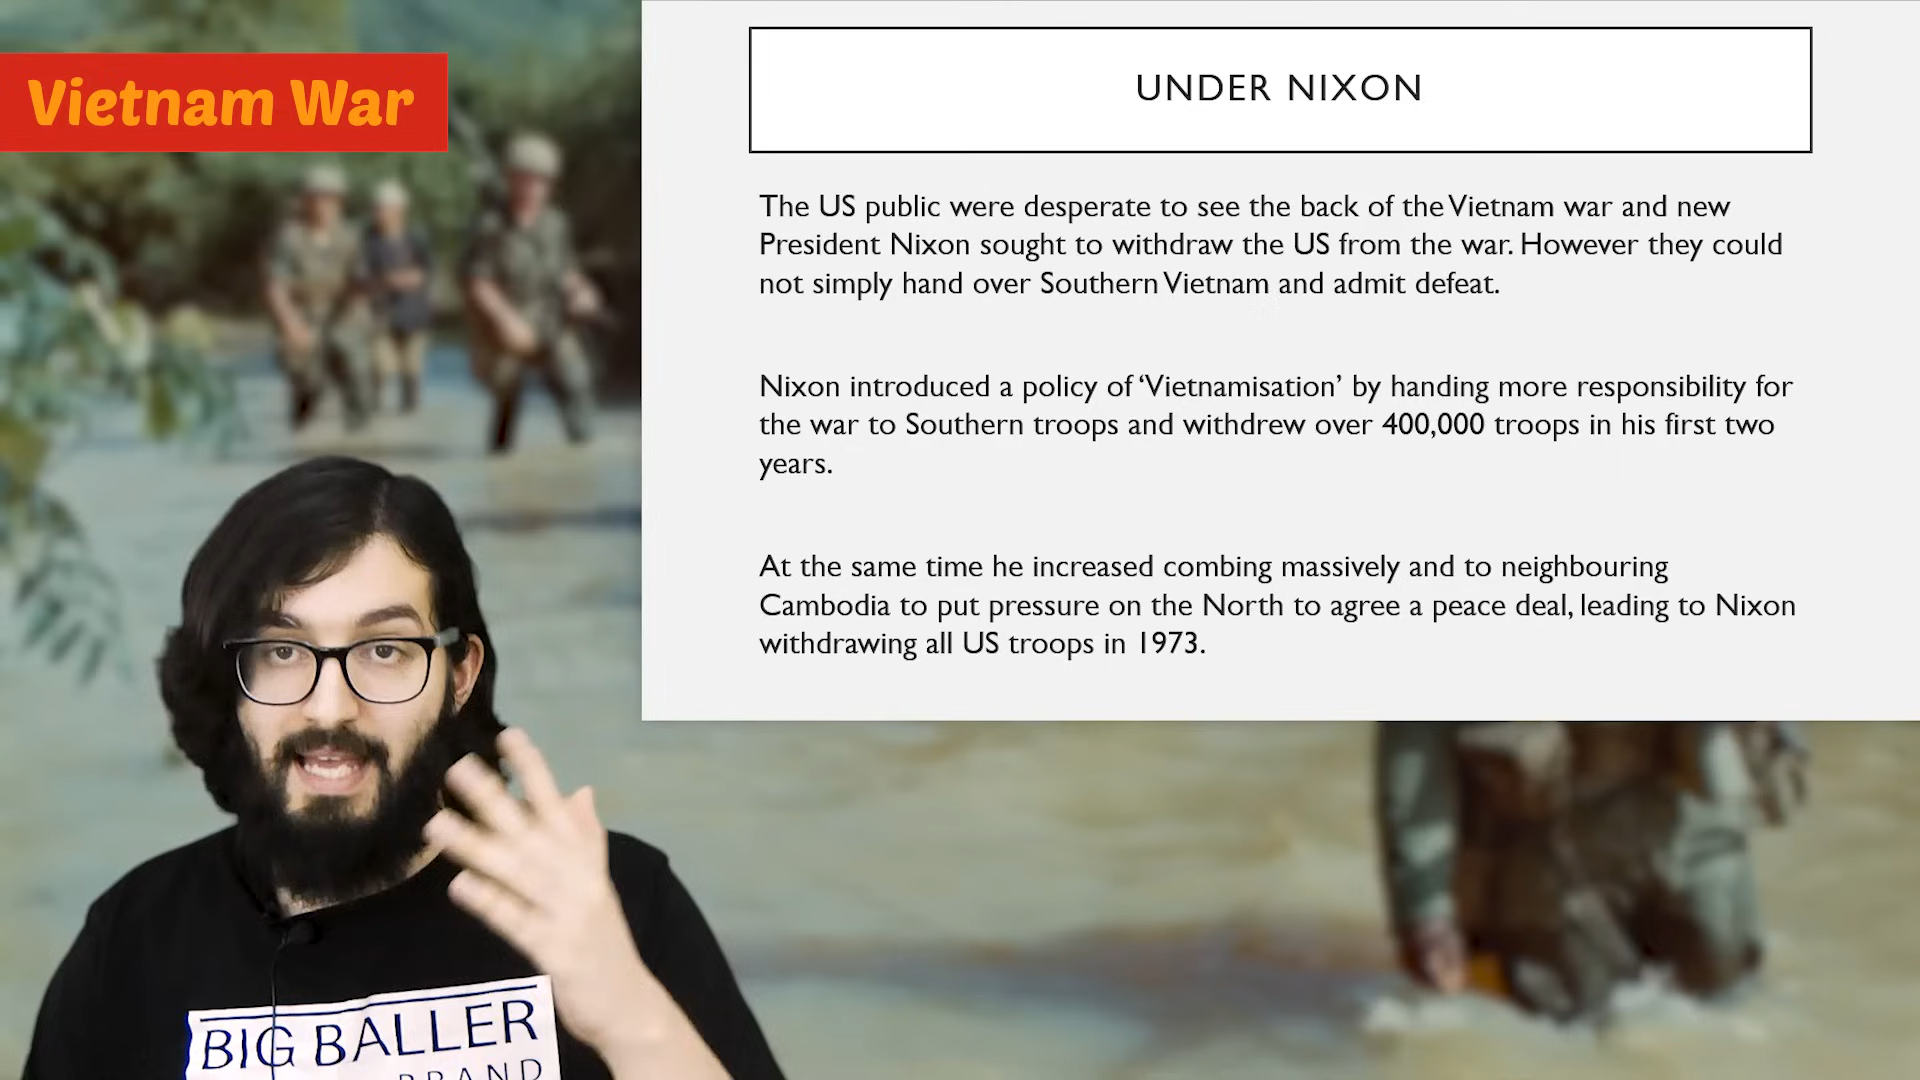 Vietnam War
UNDER NIXON
The US public were desperate to see the back of the Vietnam war and new
President Nixon sought to withdraw the US from the war. However they could
not simply hand over Southern Vietnam and admit defeat.
Nixon introduced a policy of ‘Vietnamisation’ by handing more responsibility for
the war to Southern troops and withdrew over 400,000 troops in his first two
years.
At the same time he increased combing massively and to neighbouring
Cambodia to put pressure on the North to agree a peace deal, leading to Nixon
withdrawing all US troops in 1973.
BIG BALLER
BRAND